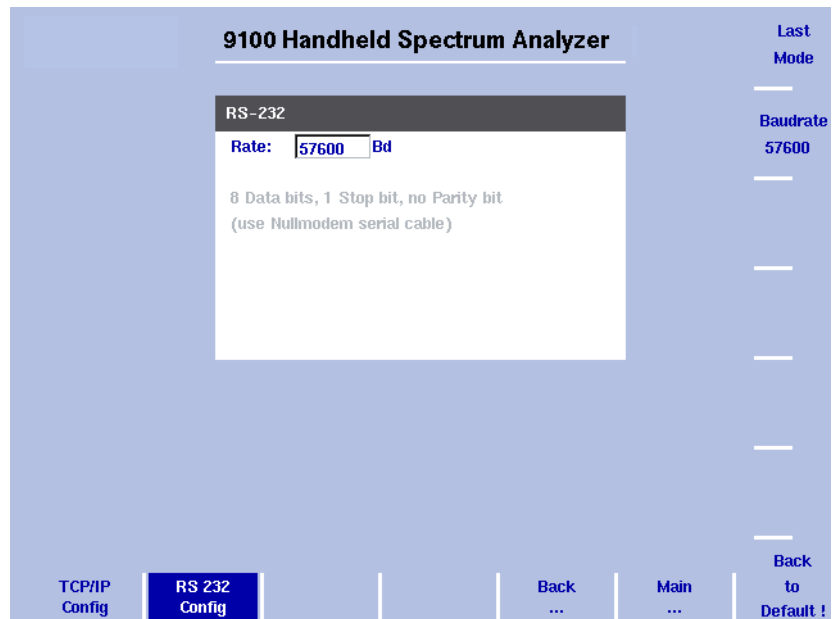 9100 Handheld Spectrum Analyzer
Last
Mode
RS-232
Baudrate
57600
Rate: 57600 Bd
8 Data bits, 1 Stop bit, no Parity bit
(use Nullmodem serial cable)
TCP/IP
Config
RS 232
Config
Back
...
Main
...
Back
to
Default !